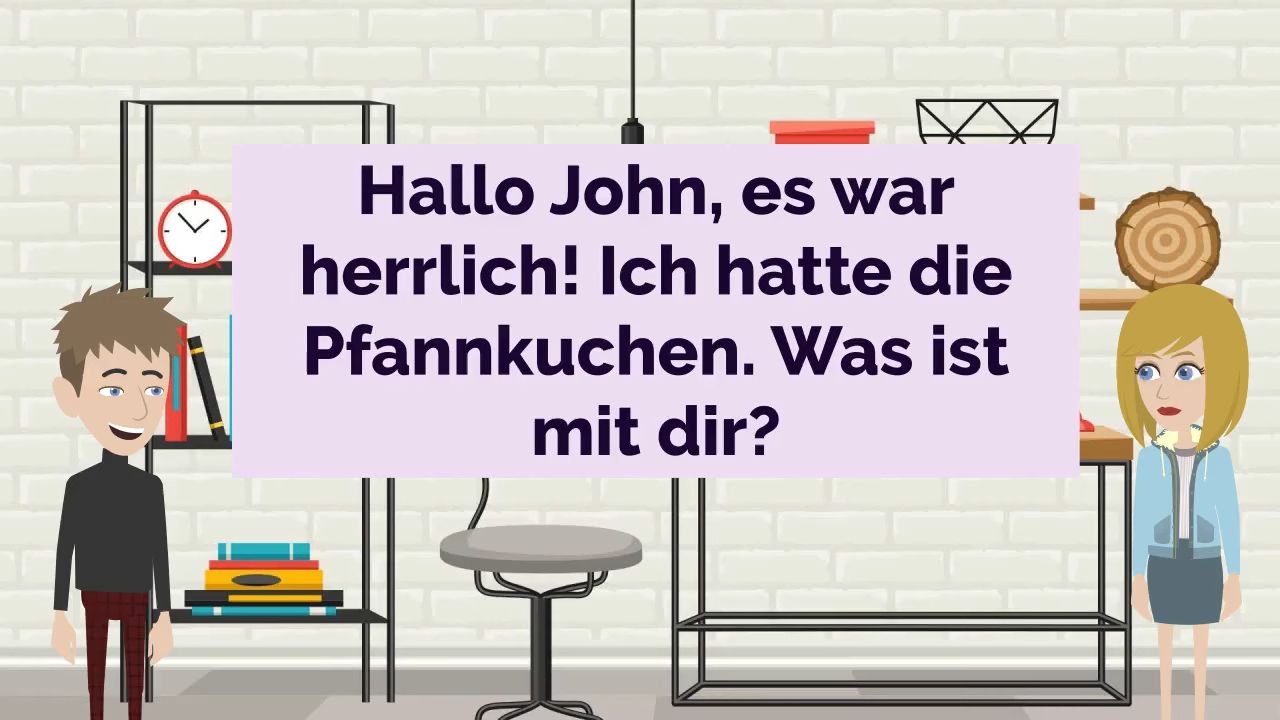 Hallo John, es war
herrlich! Ich hatte die
Pfannkuchen. Was ist
mit dir?